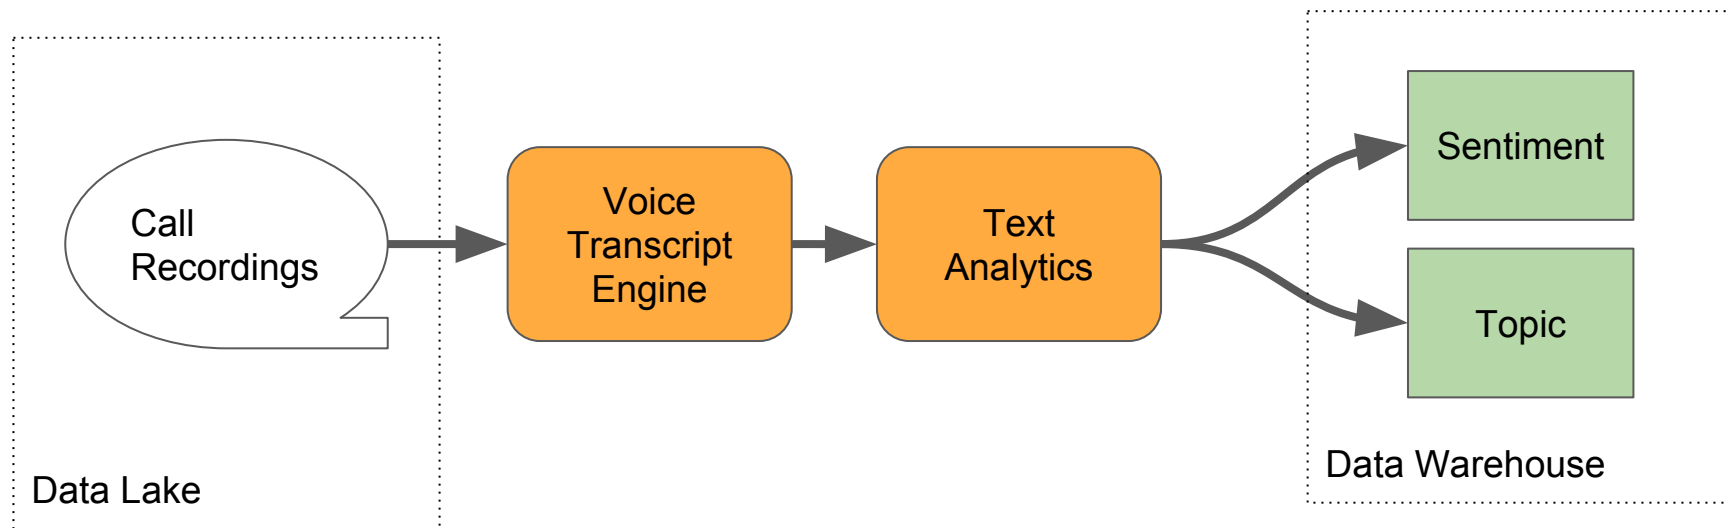 Call
Recordings
Data Lake
Voice
Transcript
Engine
Text
Analytics
Sentiment
Topic
Data Warehouse